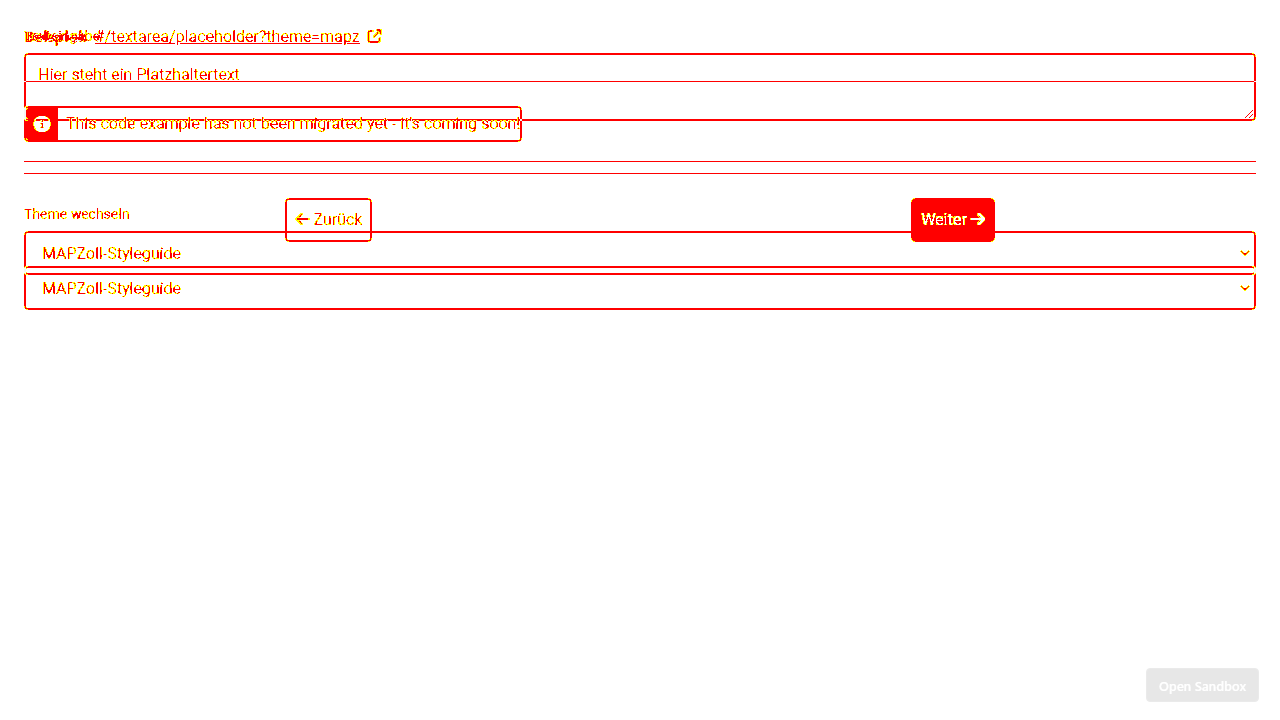 #/textarea/placeholder?theme=mapz
Hier steht ein Platzhaltertext
This code example has not been migrated yet - it's coming soon!
Theme wechseln
← Zurück
Weiter →
MAPZoll-Styleguide
MAPZoll-Styleguide
Open Sandbox